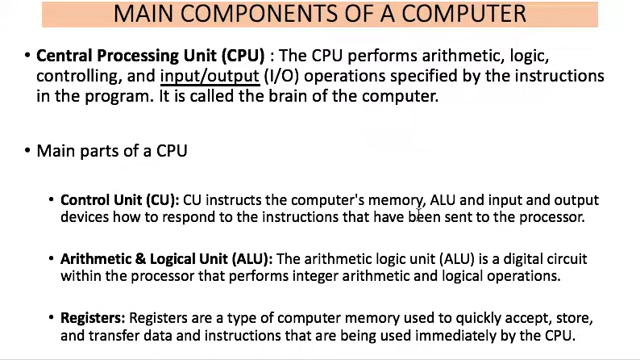 MAIN COMPONENTS OF A COMPUTER
• Central Processing Unit (CPU) : The CPU performs arithmetic, logic,
controlling, and input/output (I/O) operations specified by the instructions
in the program. It is called the brain of the computer.
• Main parts of a CPU
• Control Unit (CU): CU instructs the computer's memory, ALU and input and output
devices how to respond to the instructions that have been sent to the processor.
• Arithmetic & Logical Unit (ALU): The arithmetic logic unit (ALU) is a digital circuit
within the processor that performs integer arithmetic and logical operations.
• Registers: Registers are a type of computer memory used to quickly accept, store,
and transfer data and instructions that are being used immediately by the CPU.